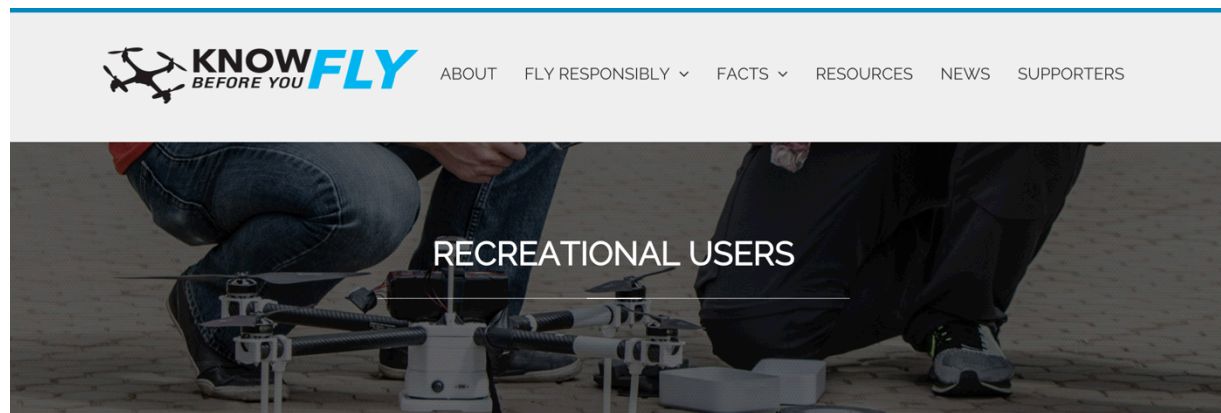 KNOW
BEFORE YOU FLY
ABOUT FLY RESPONSIBLY FACTS RESOURCES NEWS SUPPORTERS
RECREATIONAL USERS